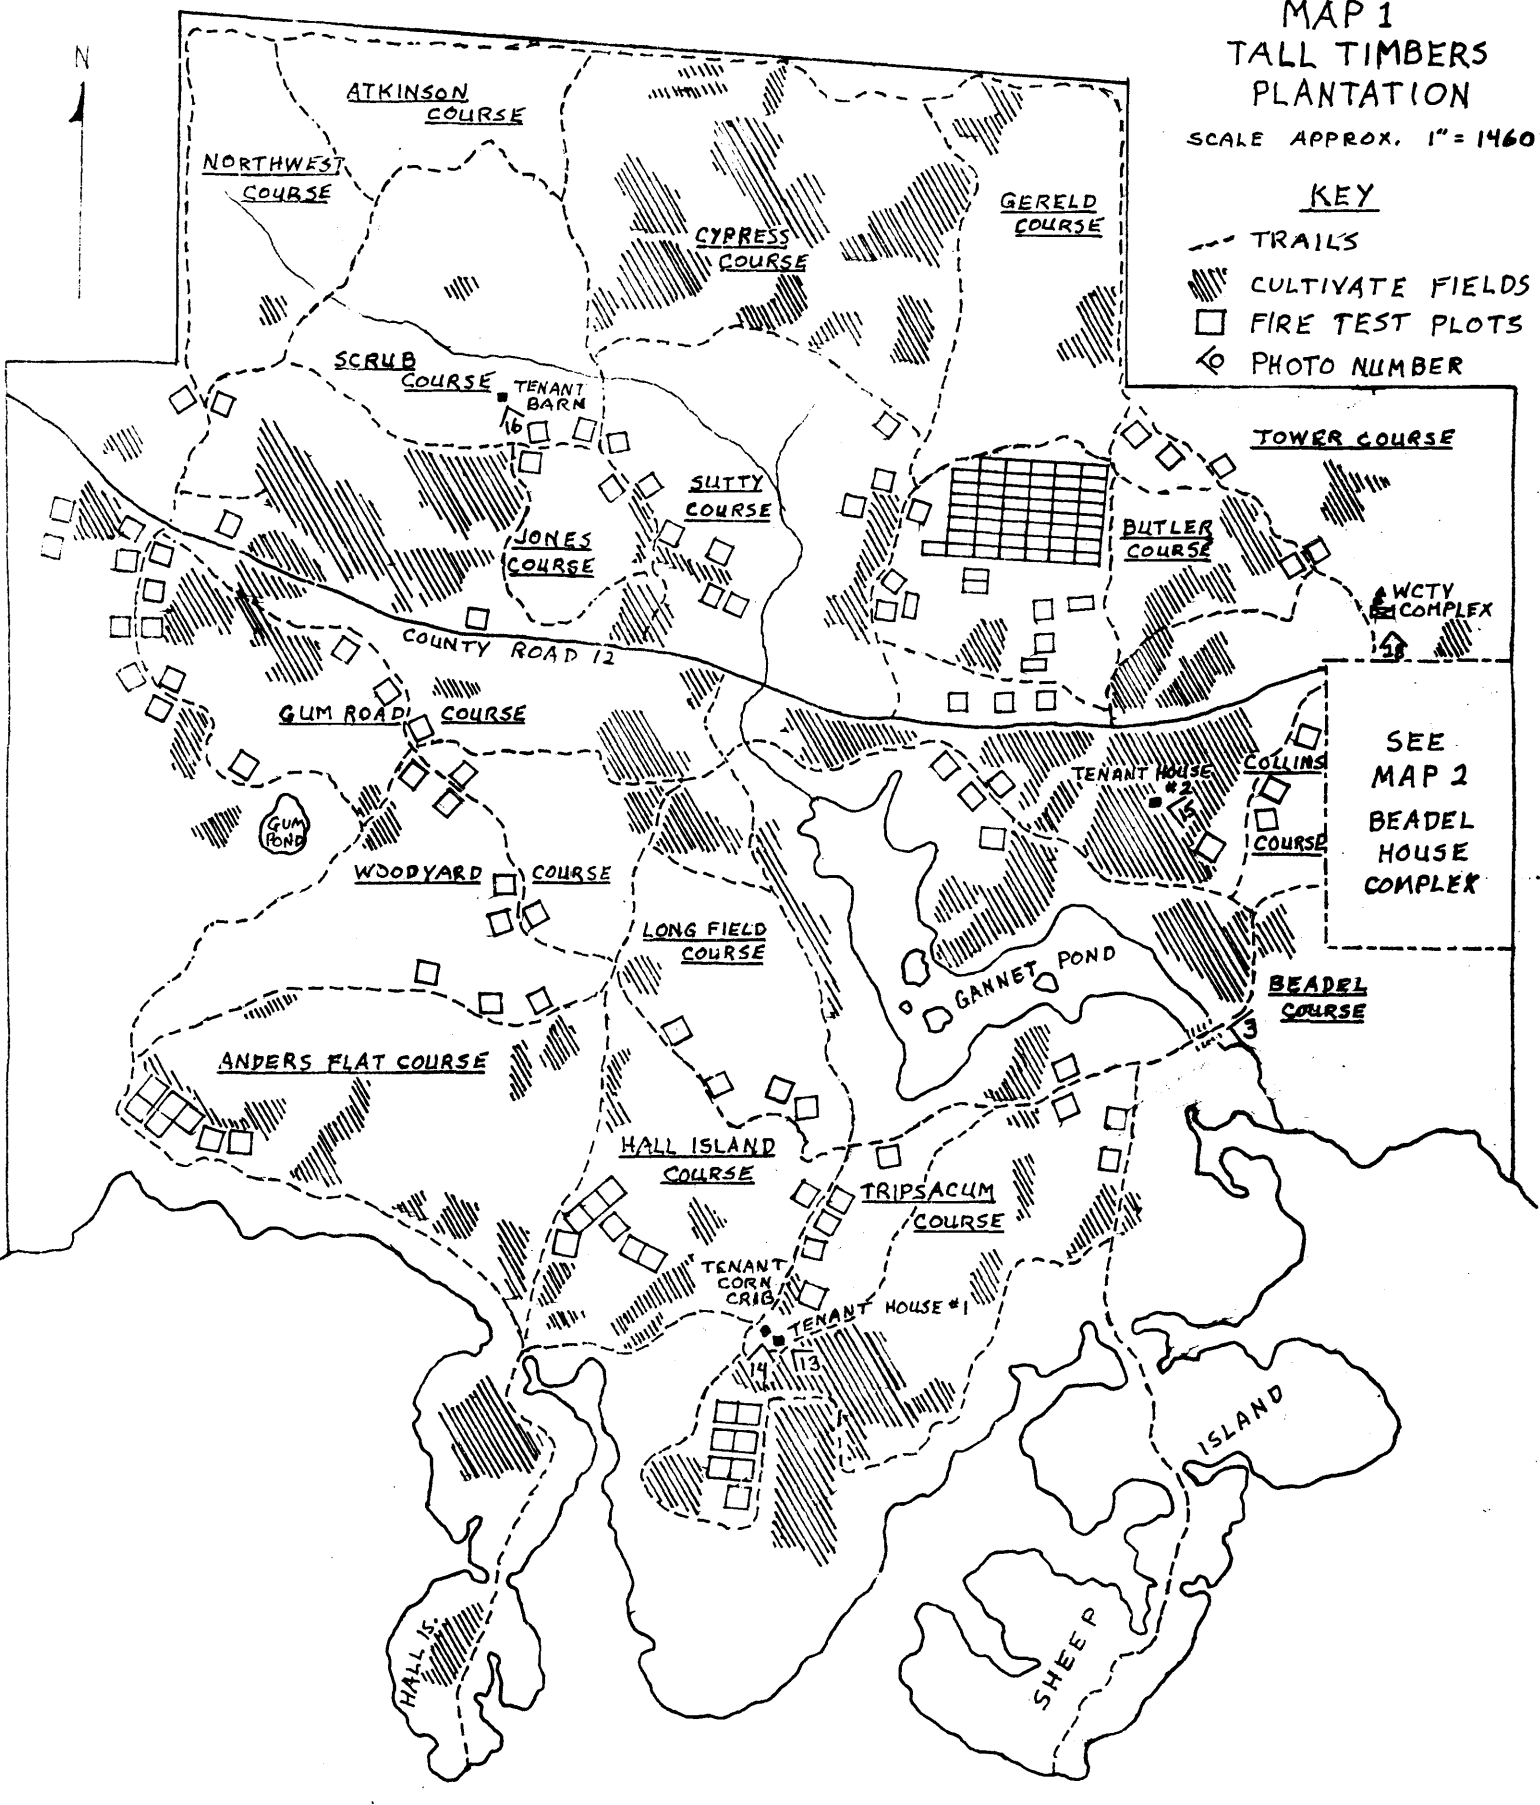 MAP 1
TALL TIMBERS
PLANTATION
SCALE APPROX. 1" = 1460
KEY
TRAILS
CULTIVATE FIELDS
FIRE TEST PLOTS
PHOTO NUMBER
N
ATKINSON
COURSE
NORTHWEST
COURSE
CYPRESS
COURSE
GERELD
COURSE
SCRUB
COURSE
TENANT
BARN
16
TOWER COURSE
SUTTY
COURSE
JONES
COURSE
BUTLER
COURSE
WCTY
COMPLEX
18
COUNTY ROAD 12
GUM ROAD COURSE
SEE
MAP 2
BEADEL
HOUSE
COMPLEX
COLLINS
COURSE
TENANT HOUSE
#2
15
GUM
POND
WOODYARD COURSE
LONG FIELD
COURSE
GANNET POND
BEADEL
COURSE
3
ANDERS FLAT COURSE
HALL ISLAND
COURSE
TRIPSACUM
COURSE
TENANT
CORN
CRIB
TENANT HOUSE #1
14
13
HALL IS.
SHEEP
ISLAND